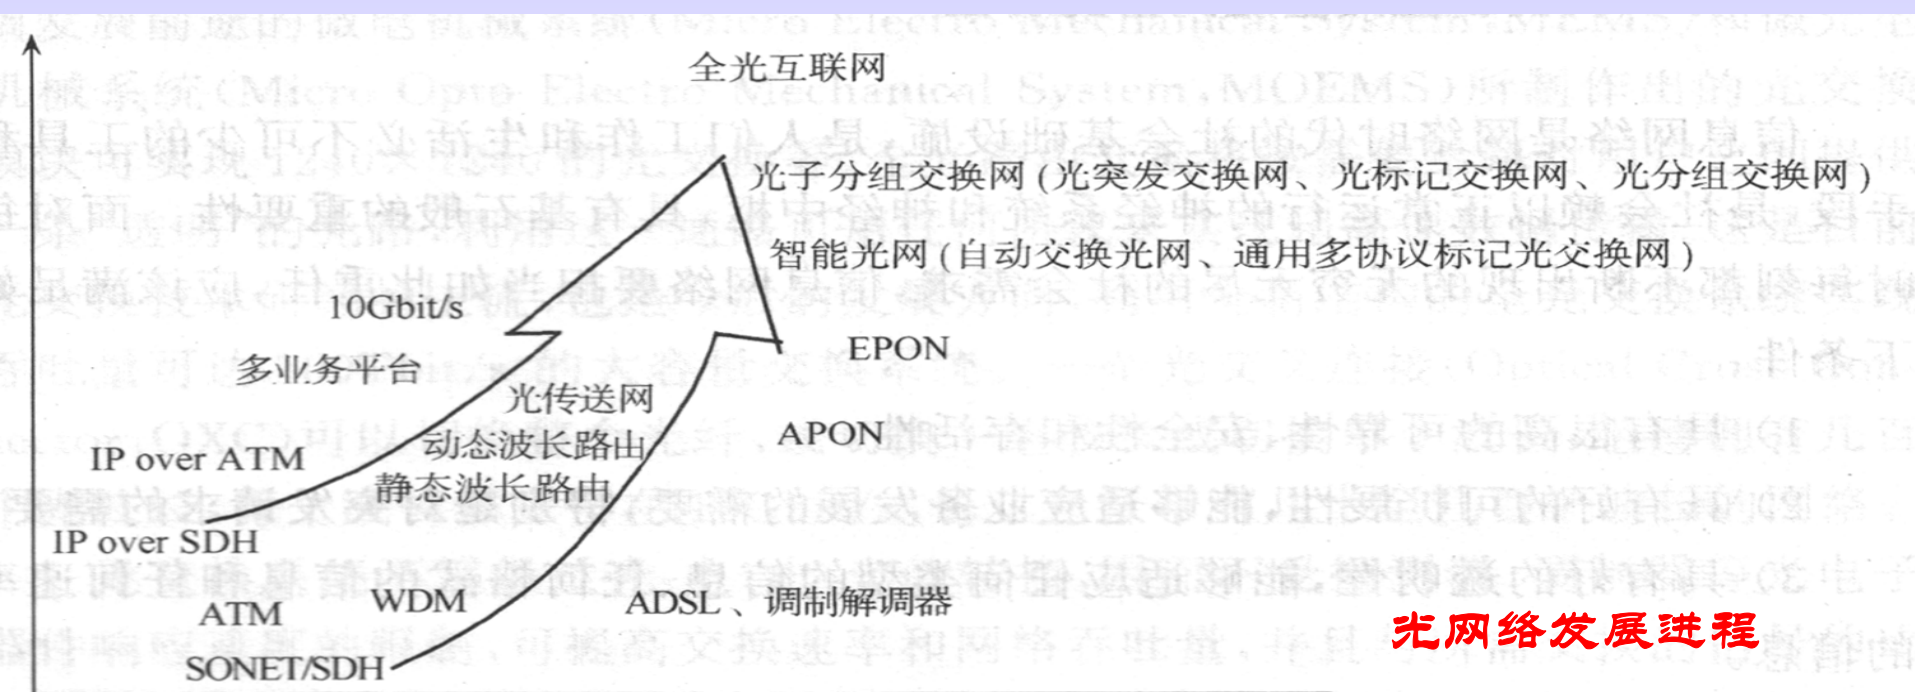 全光互联网
光子分组交换网 (光突发交换网、光标记交换网、光分组交换网)
智能光网 (自动交换光网、通用多协议标记光交换网)
10Gbit/s
EPON
多业务平台
光传送网
APON
动态波长路由
IP over ATM
静态波长路由
IP over SDH
ATM
WDM
ADSL 、调制解调器
光网络发展进程
SONET/SDH